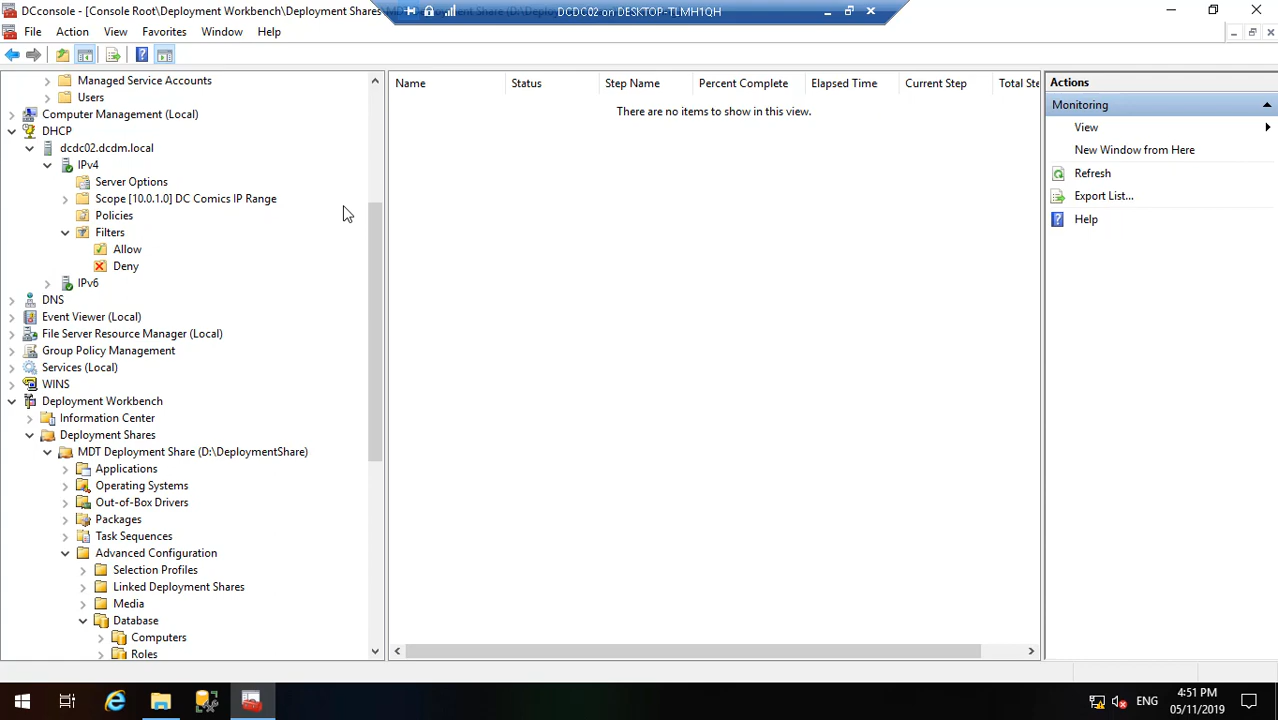 DCconsole - [Console Root\Deployment Workbench\Deployment Shares
DCDC02 on DESKTOP-TLMH1QH
File Action View Favorites Window Help
Managed Service Accounts
Users
Computer Management (Local)
DHCP
dcdc02.dcdm.local
IPv4
Server Options
Scope [10.0.1.0] DC Comics IP Range
Policies
Filters
Allow
Deny
IPv6
DNS
Event Viewer (Local)
File Server Resource Manager (Local)
Group Policy Management
Services (Local)
WINS
Deployment Workbench
Information Center
Deployment Shares
MDT Deployment Share (D:\DeploymentShare)
Applications
Operating Systems
Out-of-Box Drivers
Packages
Task Sequences
Advanced Configuration
Selection Profiles
Linked Deployment Shares
Media
Database
Computers
Roles
Name Status Step Name Percent Complete Elapsed Time Current Step Total Ste
There are no items to show in this view.
Actions
Monitoring
View
New Window from Here
Refresh
Export List...
Help
ENG
4:51 PM
05/11/2019